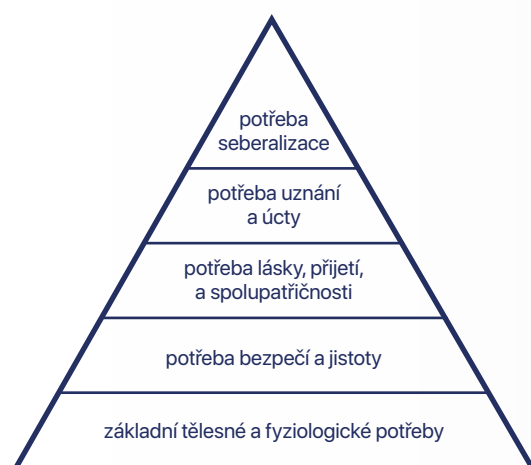 potřeba
seberalizace
potřeba uznání
a úcty
potřeba lásky, přijetí,
a spolupatřičnosti
potřeba bezpečí a jistoty
základní tělesné a fyziologické potřeby